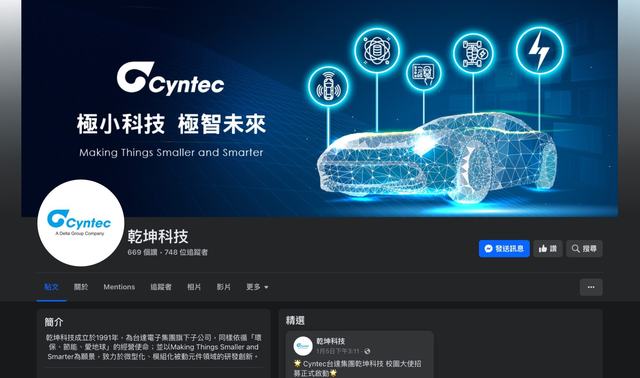 Cyntec
極小科技 極智未來
Making Things Smaller and Smarter
Cyntec
A Delta Group Company
乾坤科技
669 個讚 • 748 位追蹤者
發送訊息
讚
搜尋
貼文
關於
Mentions
追蹤者
相片
影片
更多
簡介
乾坤科技成立於1991年，為台達電子集團旗下子公司，同樣依循「環
保、節能、愛地球」的經營使命；並以Making Things Smaller and
Smarter為願景，致力於微型化、模組化被動元件領域的研發創新。
精選
乾坤科技
1月5日下午3:11
🌟 Cyntec台達集團乾坤科技 校園大使招
募正式啟動🌟